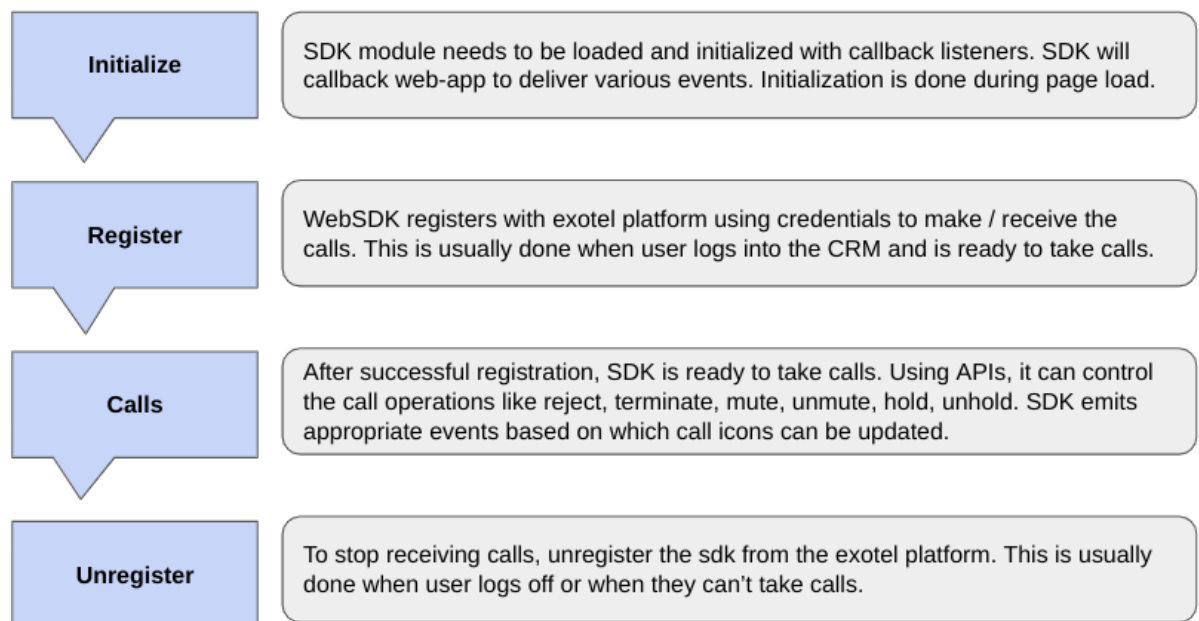 Initialize
SDK module needs to be loaded and initialized with callback listeners. SDK will
callback web-app to deliver various events. Initialization is done during page load.
Register
WebSDK registers with exotel platform using credentials to make / receive the
calls. This is usually done when user logs into the CRM and is ready to take calls.
Calls
After successful registration, SDK is ready to take calls. Using APIs, it can control
the call operations like reject, terminate, mute, unmute, hold, unhold. SDK emits
appropriate events based on which call icons can be updated.
Unregister
To stop receiving calls, unregister the sdk from the exotel platform. This is usually
done when user logs off or when they can’t take calls.